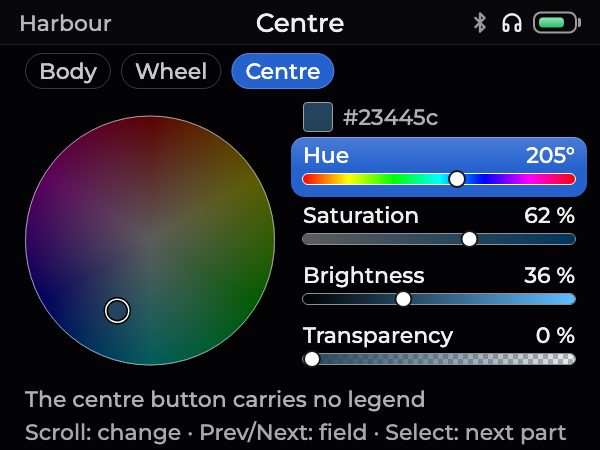 Harbour
Centre
Body
Wheel
Centre
#23445c
Hue 205°
Saturation 62 %
Brightness 36 %
Transparency 0 %
The centre button carries no legend
Scroll: change · Prev/Next: field · Select: next part